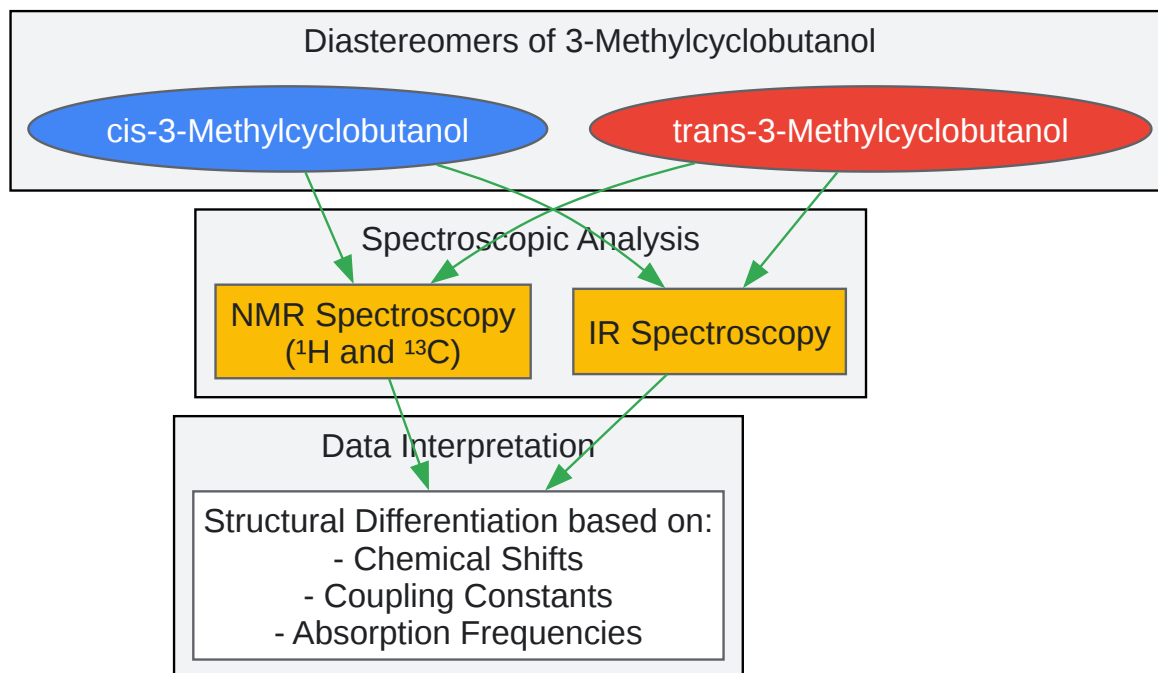 Diastereomers of 3-Methylcyclobutanol
cis-3-Methylcyclobutanol
trans-3-Methylcyclobutanol
Spectroscopic Analysis
NMR Spectroscopy
(¹H and ¹³C)
IR Spectroscopy
Data Interpretation
Structural Differentiation based on:
- Chemical Shifts
- Coupling Constants
- Absorption Frequencies